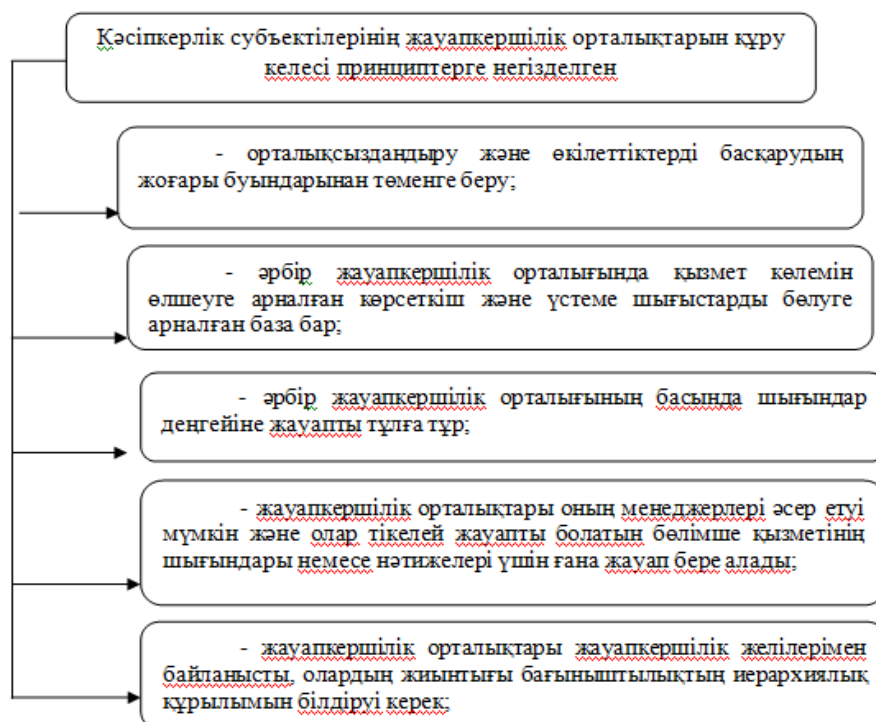 Кәсіпкерлік субъектілерінің жауапкершілік орталықтарын құру
келесі принциптерге негізделген
- орталықсыздандыру және өкілеттіктерді басқарудың
жоғары буындарынан төменге беру;
- әрбір жауапкершілік орталығында қызмет көлемін
өлшеуге арналған көрсеткіш және үстеме шығыстарды бөлуге
арналған база бар;
- әрбір жауапкершілік орталығының басында шығындар
деңгейіне жауапты тұлға тұр;
- жауапкершілік орталықтары оның менеджерлері әсер етуі
мүмкін және олар тікелей жауапты болатын бөлімше қызметінің
шығындары немесе нәтижелері үшін ғана жауап бере алады;
- жауапкершілік орталықтары жауапкершілік желілерімен
байланысты, олардың жиынтығы бағыныштылықтың иерархиялық
құрылымын білдіруі керек;